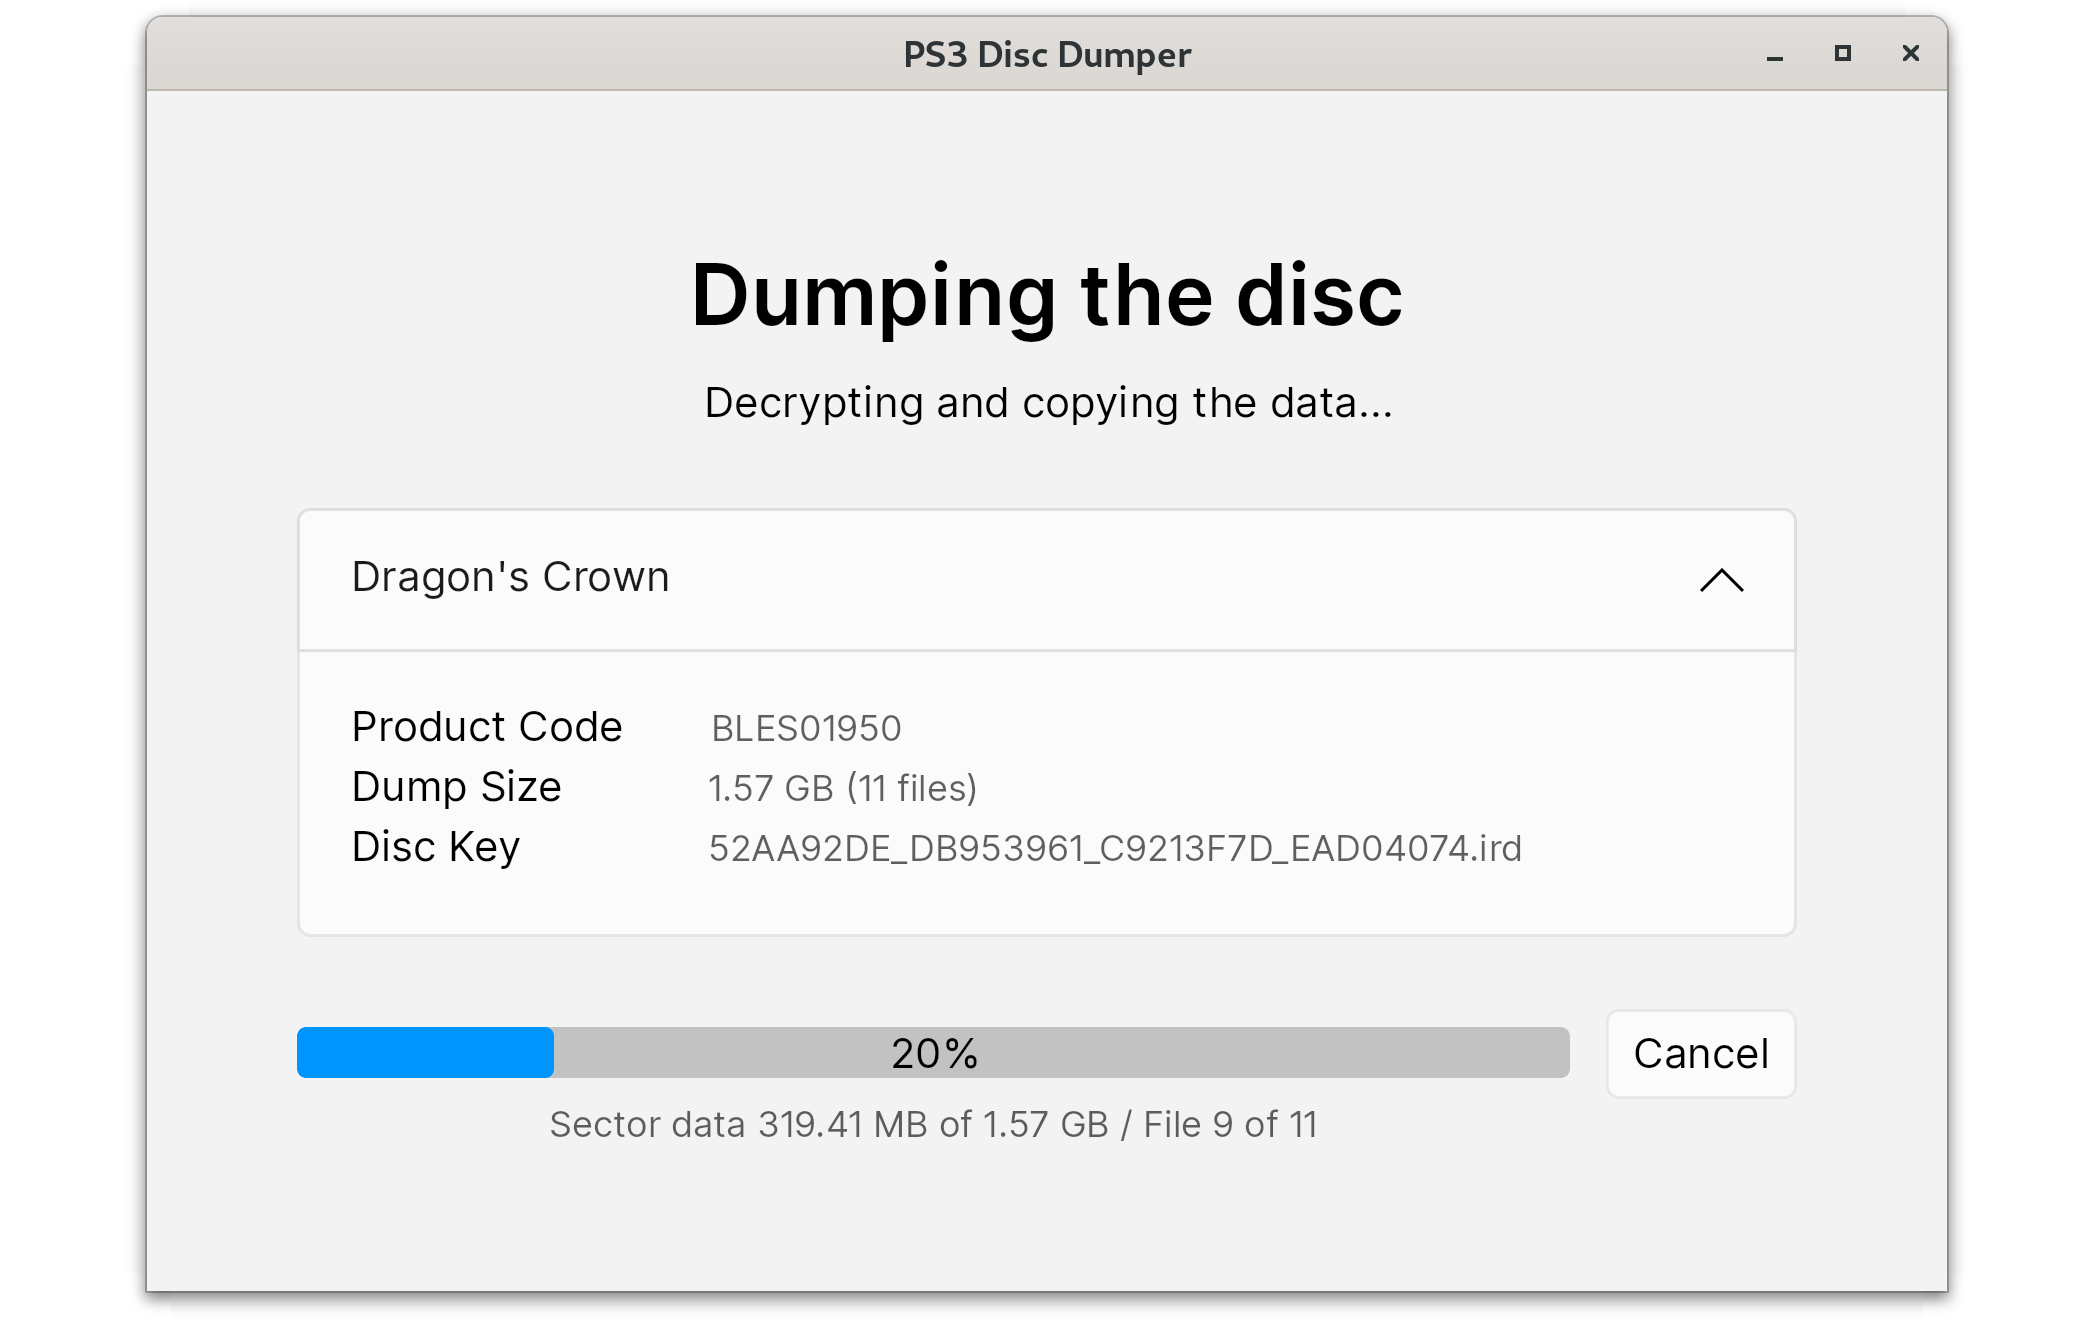 PS3 Disc Dumper
Dumping the disc
Decrypting and copying the data...
Dragon's Crown
Product Code BLES01950
Dump Size 1.57 GB (11 files)
Disc Key 52AA92DE_DB953961_C9213F7D_EAD04074.ird
20%
Cancel
Sector data 319.41 MB of 1.57 GB / File 9 of 11